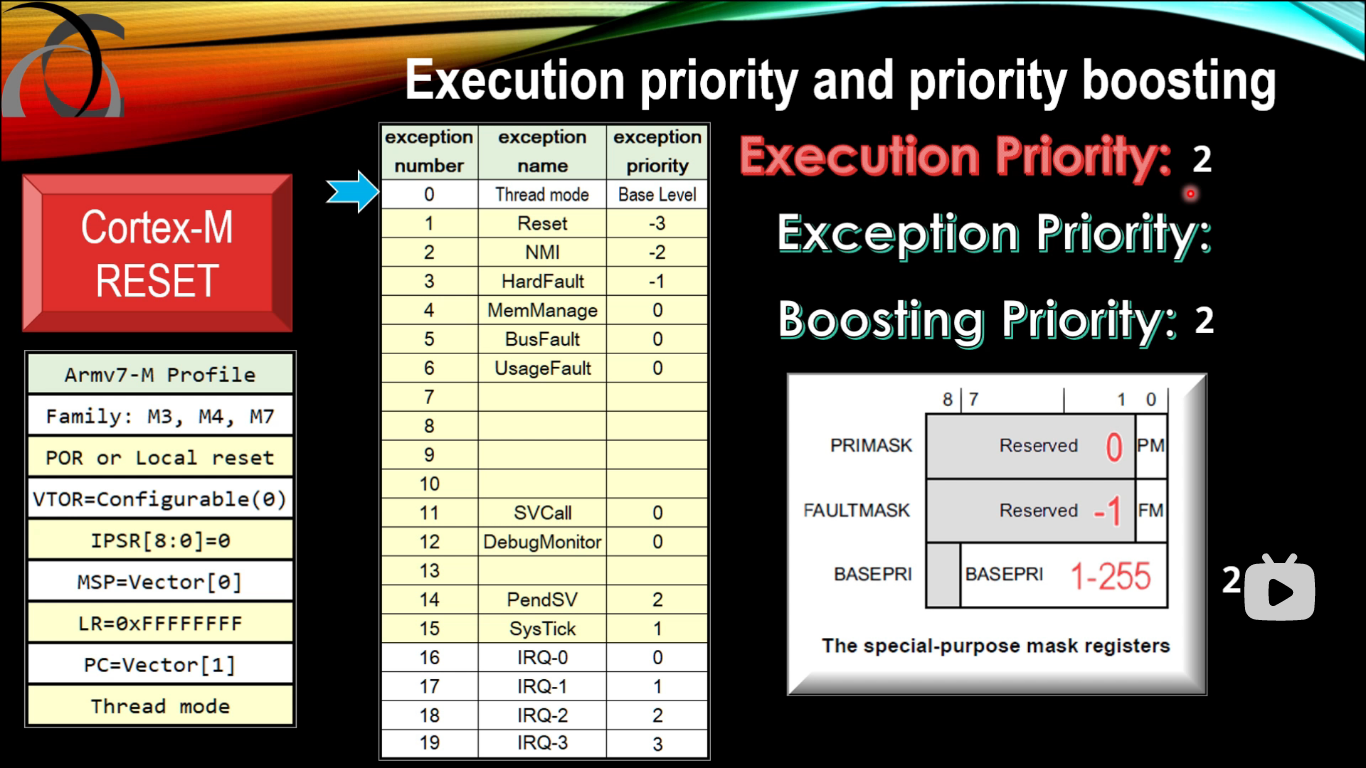 Execution priority and priority boosting
Cortex-M
RESET
Armv7-M Profile
Family: M3, M4, M7
POR or Local reset
VTOR=Configurable(0)
IPSR[8:0]=0
MSP=Vector[0]
LR=0xFFFFFFFF
PC=Vector[1]
Thread mode
exception number exception name exception priority
0 Thread mode Base Level
1 Reset -3
2 NMI -2
3 HardFault -1
4 MemManage 0
5 BusFault 0
6 UsageFault 0
7
8
9
10
11 SVCall 0
12 DebugMonitor 0
13
14 PendSV 2
15 SysTick 1
16 IRQ-0 0
17 IRQ-1 1
18 IRQ-2 2
19 IRQ-3 3
Execution Priority: 2
Exception Priority:
Boosting Priority: 2
8 7 1 0
PRIMASK Reserved 0 PM
FAULTMASK Reserved -1 FM
BASEPRI BASEPRI 1-255 2
The special-purpose mask registers